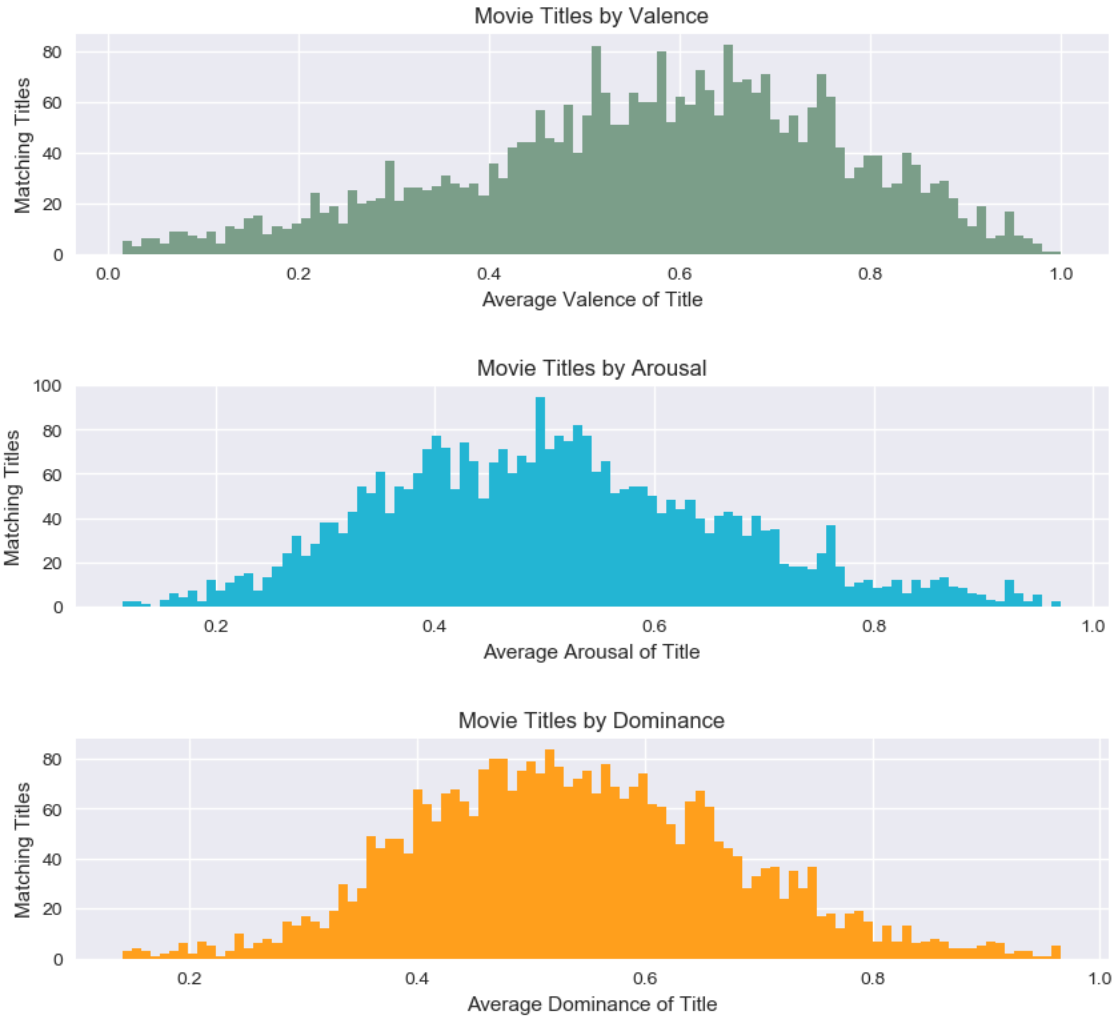 Movie Titles by Valence
80
60
40
20
0
Matching Titles
0.0 0.2 0.4 0.6 0.8 1.0
Average Valence of Title
Movie Titles by Arousal
100
80
60
40
20
0
Matching Titles
0.2 0.4 0.6 0.8 1.0
Average Arousal of Title
Movie Titles by Dominance
80
60
40
20
0
Matching Titles
0.2 0.4 0.6 0.8 1.0
Average Dominance of Title